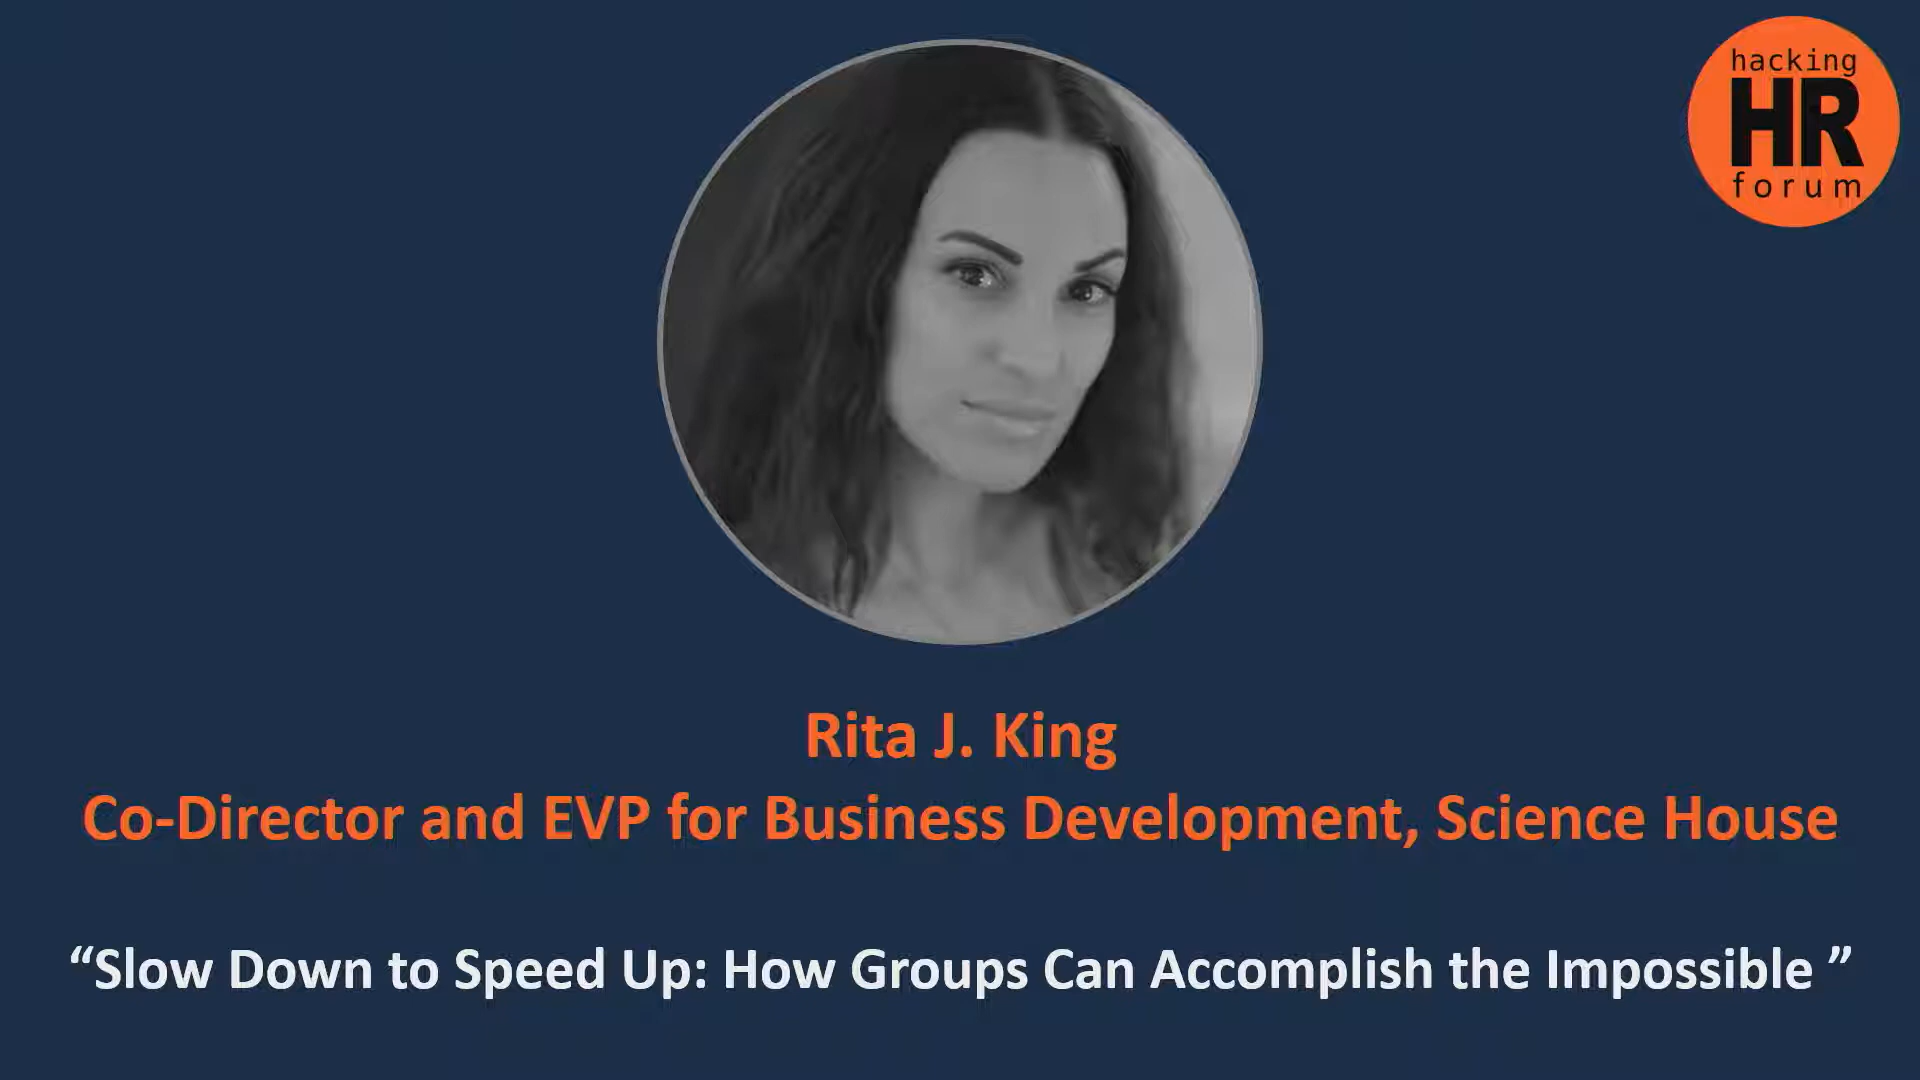 hacking
HR
forum
Rita J. King
Co-Director and EVP for Business Development, Science House
“Slow Down to Speed Up: How Groups Can Accomplish the Impossible ”